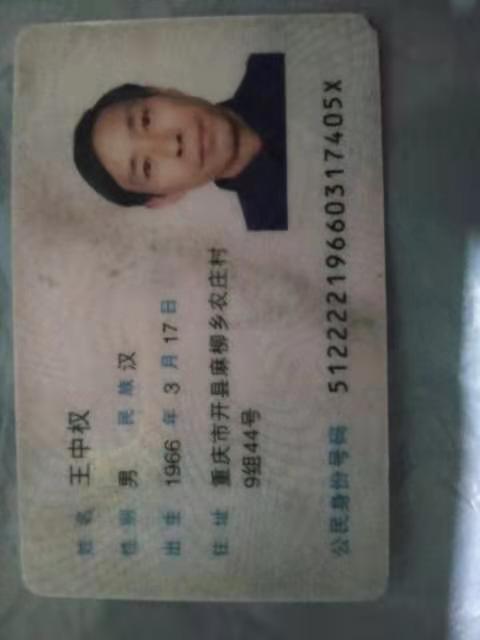 姓名 王中权
性别 男 民族 汉
出生 1966 年 3 月 17 日
住址 重庆市开县麻柳乡农庄村
9组44号
公民身份号码 51222219660317405X